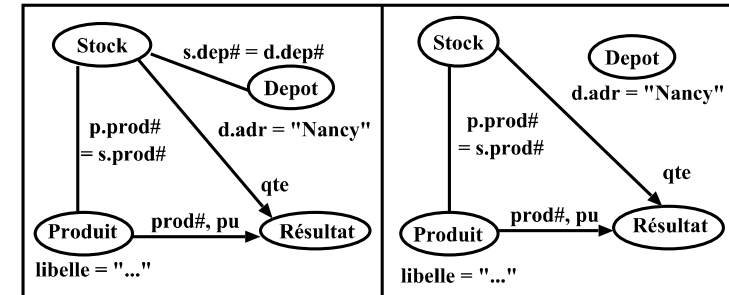 Stock
s.dep# = d.dep#
Depot
d.adr = "Nancy"
p.prod#
= s.prod#
qte
Produit
prod#, pu
Résultat
libelle = "..."
Stock
Depot
d.adr = "Nancy"
p.prod#
= s.prod#
qte
Produit
prod#, pu
Résultat
libelle = "..."